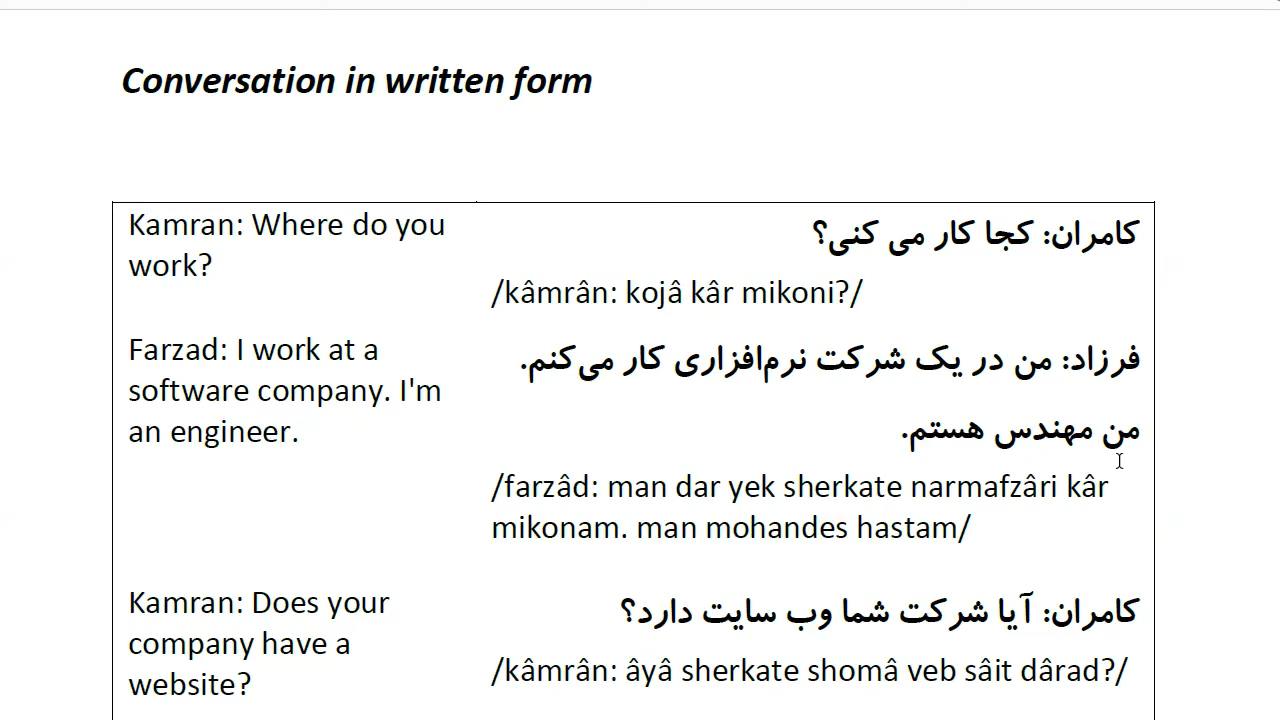 Conversation in written form
Kamran: Where do you
work?
کامران: کجا کار می کنی؟
/kâmrân: kojâ kâr mikoni?/
Farzad: I work at a
software company. I'm
an engineer.
فرزاد: من در یک شرکت نرم‌افزاری کار می‌کنم.
من مهندس هستم.
/farzâd: man dar yek sherkate narmafzâri kâr
mikonam. man mohandes hastam/
Kamran: Does your
company have a
website?
کامران: آیا شرکت شما وب سایت دارد؟
/kâmrân: âyâ sherkate shomâ veb sâit dârad?/